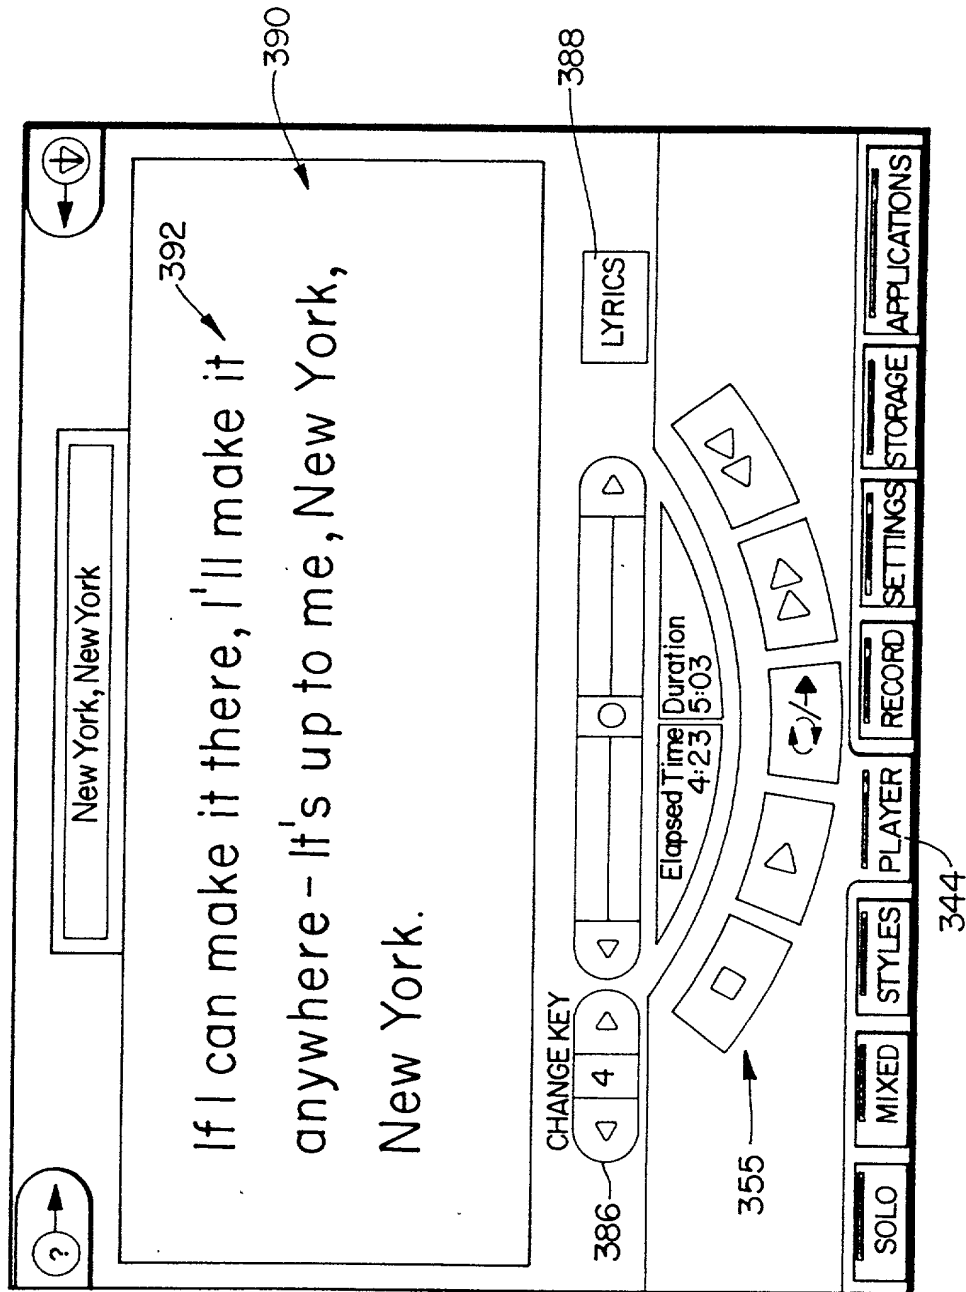 ?
New York, New York
390
392
If I can make it there, I'll make it
anywhere-It's up to me, New York,
New York.
388
CHANGE KEY
4
LYRICS
386
Elapsed Time
4:23
Duration
5:03
355
SOLO
MIXED
STYLES
PLAYER
RECORD
SETTINGS
STORAGE
APPLICATIONS
344